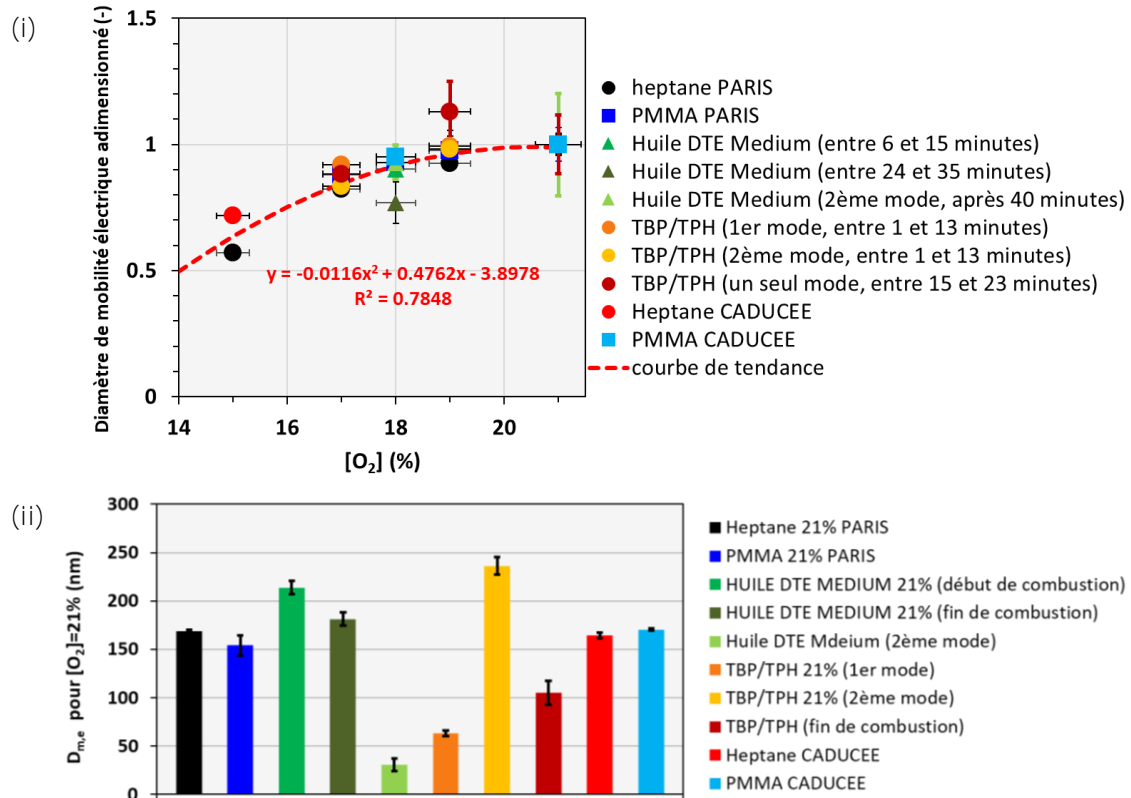 (i)
Diamètre de mobilité électrique adimensionné (-)
1.5
1
0.5
0
14 16 18 20
[O₂] (%)
y = -0.0116x² + 0.4762x - 3.8978
R² = 0.7848
heptane PARIS
PMMA PARIS
Huile DTE Medium (entre 6 et 15 minutes)
Huile DTE Medium (entre 24 et 35 minutes)
Huile DTE Medium (2ème mode, après 40 minutes)
TBP/TPH (1er mode, entre 1 et 13 minutes)
TBP/TPH (2ème mode, entre 1 et 13 minutes)
TBP/TPH (un seul mode, entre 15 et 23 minutes)
Heptane CADUCEE
PMMA CADUCEE
courbe de tendance
(ii)
Dm,e pour [O₂]=21% (nm)
300
250
200
150
100
50
0
Heptane 21% PARIS
PMMA 21% PARIS
HUILE DTE MEDIUM 21% (début de combustion)
HUILE DTE MEDIUM 21% (fin de combustion)
Huile DTE Mdeium (2ème mode)
TBP/TPH 21% (1er mode)
TBP/TPH 21% (2ème mode)
TBP/TPH (fin de combustion)
Heptane CADUCEE
PMMA CADUCEE